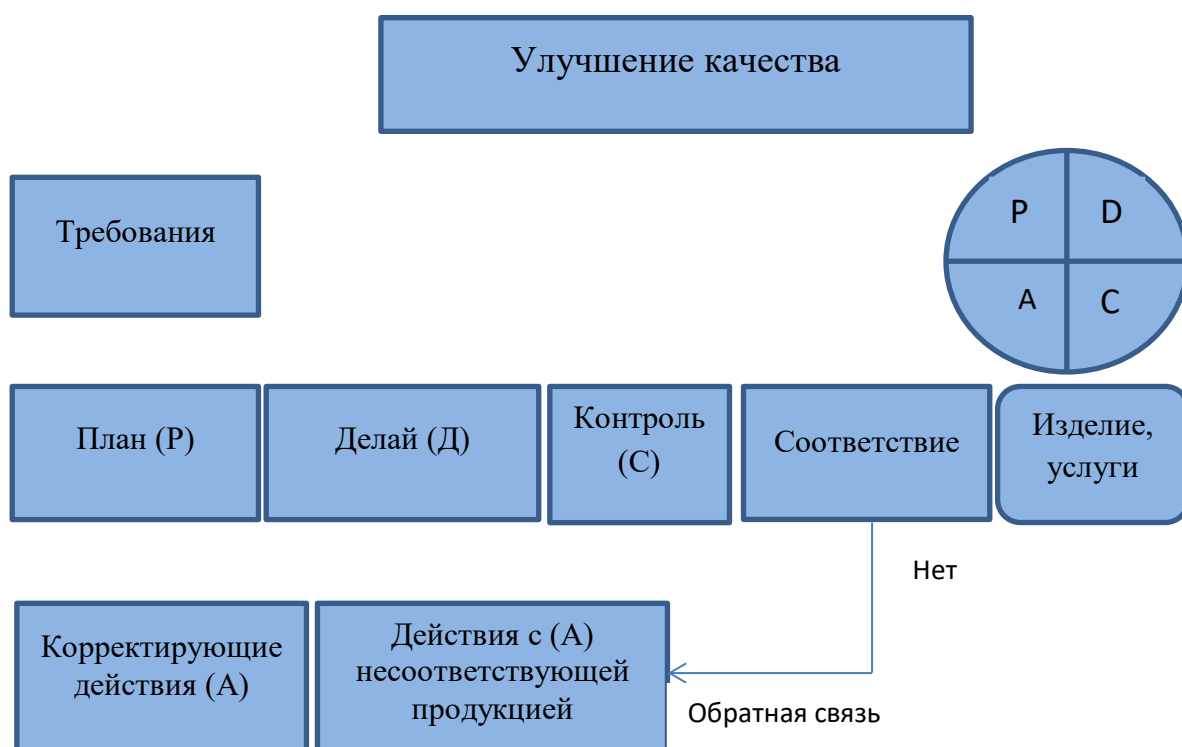 Улучшение качества
Требования
P D
A C
План (Р)
Делай (Д)
Контроль
(С)
Соответствие
Изделие,
услуги
Нет
Корректирующие
действия (А)
Действия с (А)
несоответствующей
продукцией
Обратная связь